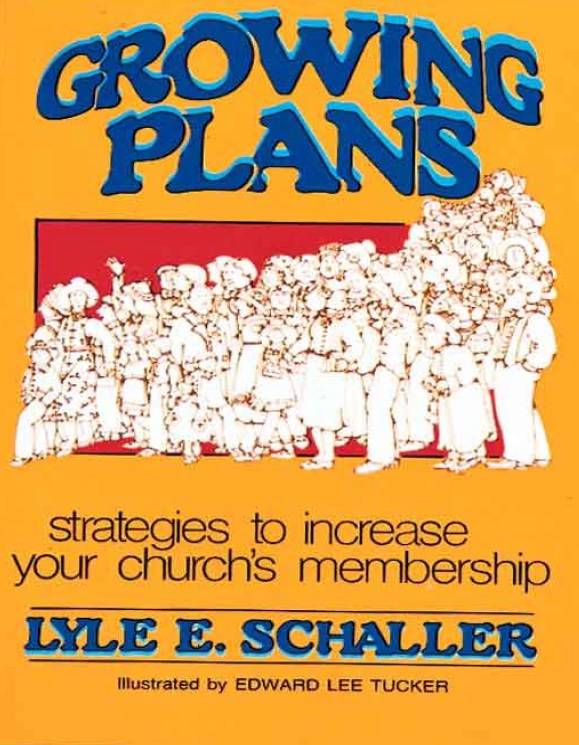 GROWING
PLANS
strategies to increase
your church's membership
LYLE E. SCHALLER
Illustrated by EDWARD LEE TUCKER